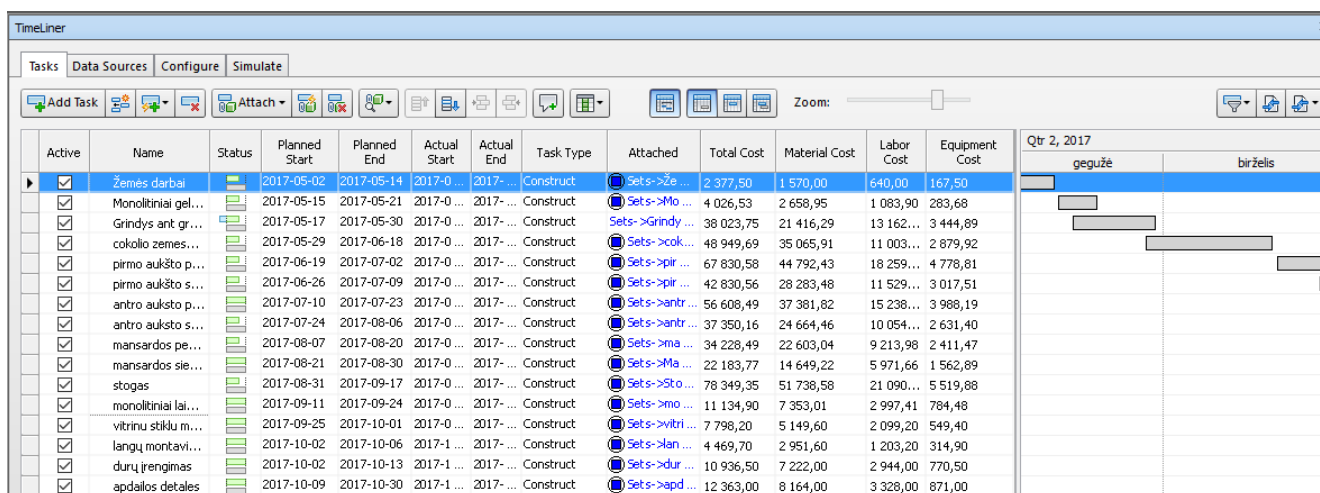 TimeLiner
Tasks Data Sources Configure Simulate
Add Task Attach Zoom:
Active Name Status Planned Start Planned End Actual Start Actual End Task Type Attached Total Cost Material Cost Labor Cost Equipment Cost Qtr 2, 2017
gegužė birželis
Žemės darbai 2017-05-02 2017-05-14 2017-0 ... 2017- ... Construct Sets->Že ... 2 377,50 1 570,00 640,00 167,50
Monolitiniai gel... 2017-05-15 2017-05-21 2017-0 ... 2017- ... Construct Sets->Mo ... 4 026,53 2 658,95 1 083,90 283,68
Grindys ant gr... 2017-05-17 2017-05-30 2017-0 ... 2017- ... Construct Sets->Grindy ... 38 023,75 21 416,29 13 162... 3 444,89
cokolio zemes... 2017-05-29 2017-06-18 2017-0 ... 2017- ... Construct Sets->cok... 48 949,69 35 065,91 11 003... 2 879,92
pirmo aukšto p... 2017-06-19 2017-07-02 2017-0 ... 2017- ... Construct Sets->pir ... 67 830,58 44 792,43 18 259... 4 778,81
pirmo aukšto s... 2017-06-26 2017-07-09 2017-0 ... 2017- ... Construct Sets->pir ... 42 830,56 28 283,48 11 529... 3 017,51
antro auksto p... 2017-07-10 2017-07-23 2017-0 ... 2017- ... Construct Sets->antr ... 56 608,49 37 381,82 15 238... 3 988,19
antro auksto s... 2017-07-24 2017-08-06 2017-0 ... 2017- ... Construct Sets->antr ... 37 350,16 24 664,46 10 054... 2 631,40
mansardos pe... 2017-08-07 2017-08-20 2017-0 ... 2017- ... Construct Sets->ma ... 34 228,49 22 603,04 9 213,98 2 411,47
mansardos sie... 2017-08-21 2017-08-30 2017-0 ... 2017- ... Construct Sets->Ma ... 22 183,77 14 649,22 5 971,66 1 562,89
stogas 2017-08-31 2017-09-17 2017-0 ... 2017- ... Construct Sets->Sto ... 78 349,35 51 738,58 21 090... 5 519,88
monolitiniai lai... 2017-09-11 2017-09-24 2017-0 ... 2017- ... Construct Sets->mo ... 11 134,90 7 353,01 2 997,41 784,48
vitrinu stiklu m... 2017-09-25 2017-10-01 2017-0 ... 2017- ... Construct Sets->vitri ... 7 798,20 5 149,60 2 099,20 549,40
langų montavi... 2017-10-02 2017-10-06 2017-1 ... 2017- ... Construct Sets->lan ... 4 469,70 2 951,60 1 203,20 314,90
durų įrengimas 2017-10-02 2017-10-13 2017-1 ... 2017- ... Construct Sets->dur ... 10 936,50 7 222,00 2 944,00 770,50
apdailos detales 2017-10-09 2017-10-30 2017-1 ... 2017- ... Construct Sets->apd ... 12 363,00 8 164,00 3 328,00 871,00